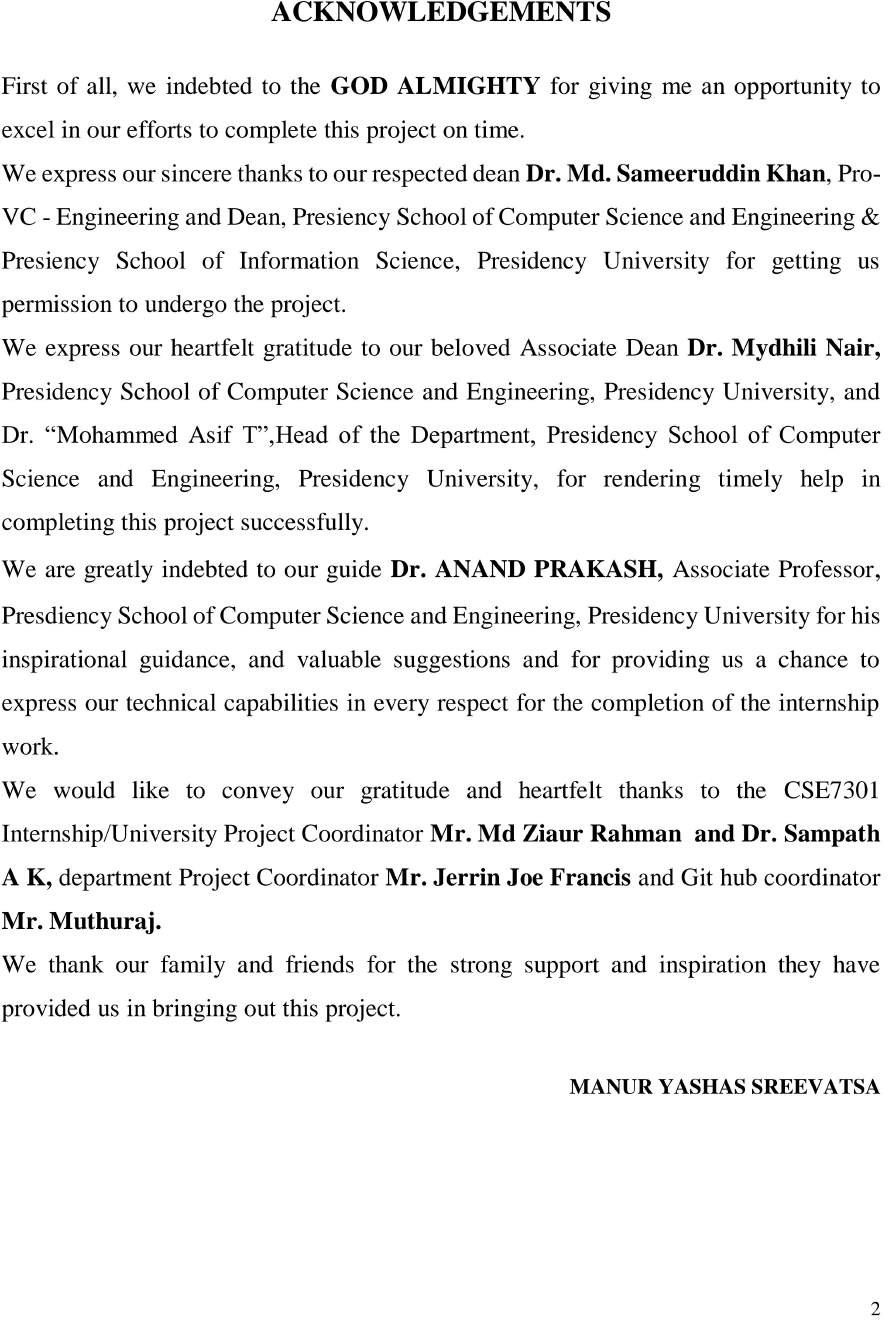 ACKNOWLEDGEMENTS
First of all, we indebted to the GOD ALMIGHTY for giving me an opportunity to
excel in our efforts to complete this project on time.
We express our sincere thanks to our respected dean Dr. Md. Sameeruddin Khan, Pro-
VC - Engineering and Dean, Presiency School of Computer Science and Engineering &
Presiency School of Information Science, Presidency University for getting us
permission to undergo the project.
We express our heartfelt gratitude to our beloved Associate Dean Dr. Mydhili Nair,
Presidency School of Computer Science and Engineering, Presidency University, and
Dr. “Mohammed Asif T”,Head of the Department, Presidency School of Computer
Science and Engineering, Presidency University, for rendering timely help in
completing this project successfully.
We are greatly indebted to our guide Dr. ANAND PRAKASH, Associate Professor,
Presdiency School of Computer Science and Engineering, Presidency University for his
inspirational guidance, and valuable suggestions and for providing us a chance to
express our technical capabilities in every respect for the completion of the internship
work.
We would like to convey our gratitude and heartfelt thanks to the CSE7301
Internship/University Project Coordinator Mr. Md Ziaur Rahman and Dr. Sampath
A K, department Project Coordinator Mr. Jerrin Joe Francis and Git hub coordinator
Mr. Muthuraj.
We thank our family and friends for the strong support and inspiration they have
provided us in bringing out this project.
MANUR YASHAS SREEVATSA
2